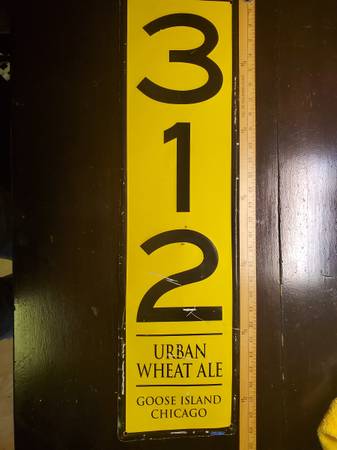 3
1
2
URBAN
WHEAT ALE
GOOSE ISLAND
CHICAGO